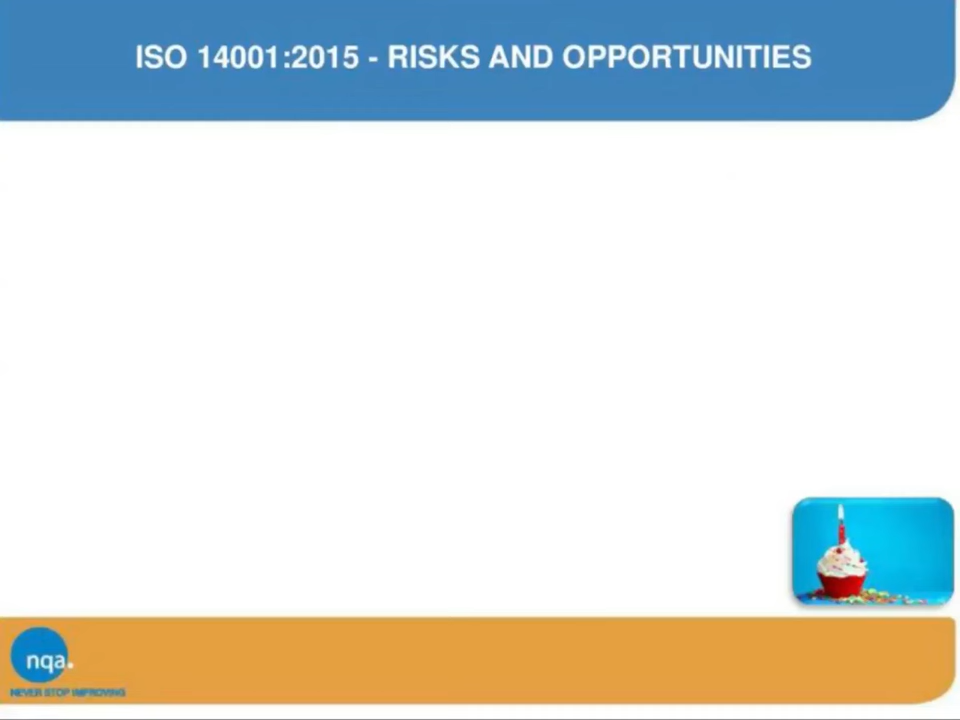 ISO 14001:2015 - RISKS AND OPPORTUNITIES
nqa.
NEVER STOP IMPROVING